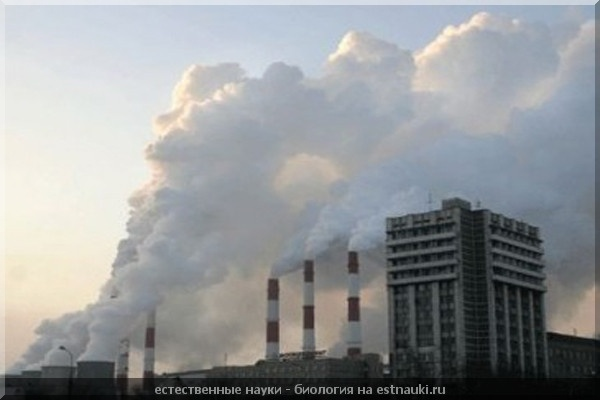 естественные науки - биология на estnauki.ru